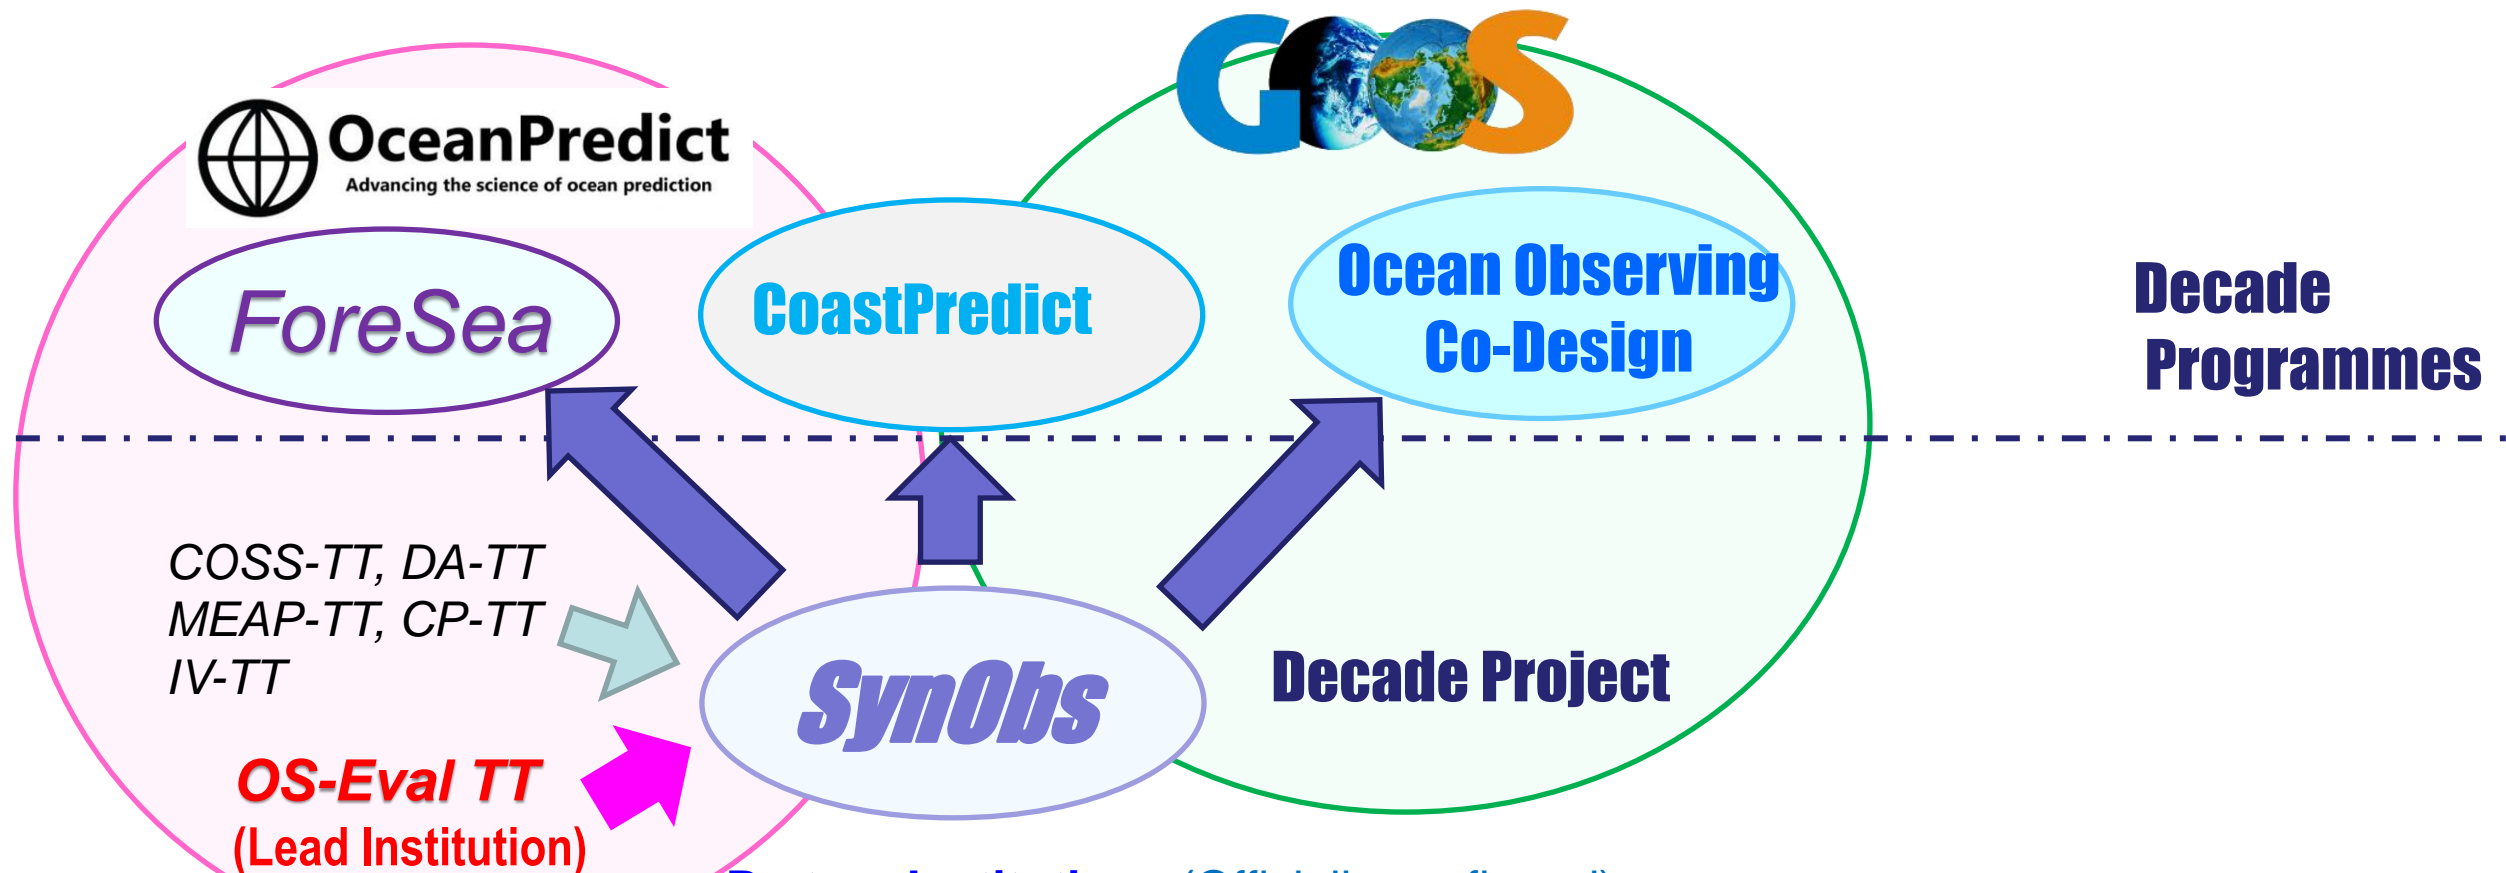 GOOS
OceanPredict
Advancing the science of ocean prediction
ForeSea
CoastPredict
Ocean Observing
Co-Design
Decade
Programmes
COSS-TT, DA-TT
MEAP-TT, CP-TT
IV-TT
SynObs
Decade Project
OS-Eval TT
(Lead Institution)